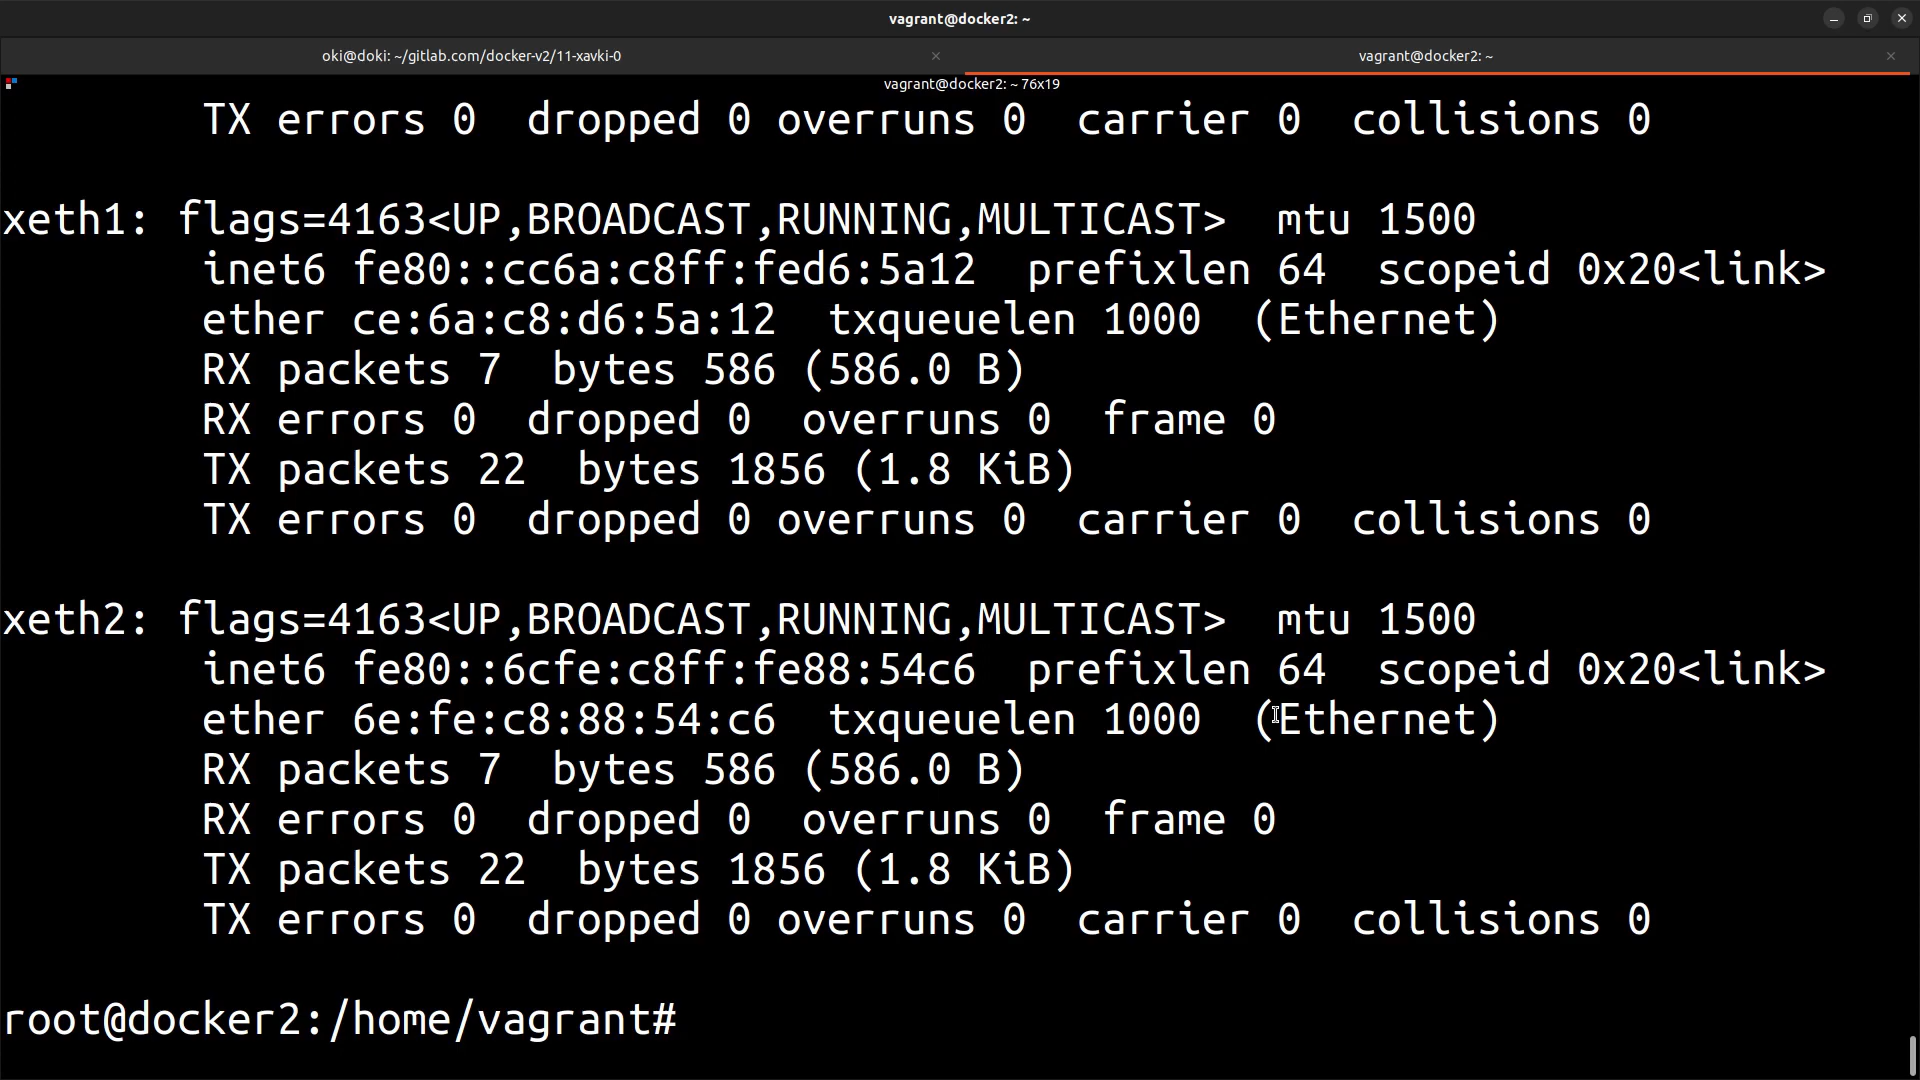 vagrant@docker2: ~
oki@doki: ~/gitlab.com/docker-v2/11-xavki-0
vagrant@docker2: ~
vagrant@docker2: ~ 76x19
TX errors 0  dropped 0 overruns 0  carrier 0  collisions 0
xeth1: flags=4163<UP,BROADCAST,RUNNING,MULTICAST>  mtu 1500
inet6 fe80::cc6a:c8ff:fed6:5a12  prefixlen 64  scopeid 0x20<link>
ether ce:6a:c8:d6:5a:12  txqueuelen 1000  (Ethernet)
RX packets 7  bytes 586 (586.0 B)
RX errors 0  dropped 0  overruns 0  frame 0
TX packets 22  bytes 1856 (1.8 KiB)
TX errors 0  dropped 0 overruns 0  carrier 0  collisions 0
xeth2: flags=4163<UP,BROADCAST,RUNNING,MULTICAST>  mtu 1500
inet6 fe80::6cfe:c8ff:fe88:54c6  prefixlen 64  scopeid 0x20<link>
ether 6e:fe:c8:88:54:c6  txqueuelen 1000  (Ethernet)
RX packets 7  bytes 586 (586.0 B)
RX errors 0  dropped 0  overruns 0  frame 0
TX packets 22  bytes 1856 (1.8 KiB)
TX errors 0  dropped 0 overruns 0  carrier 0  collisions 0
root@docker2:/home/vagrant#